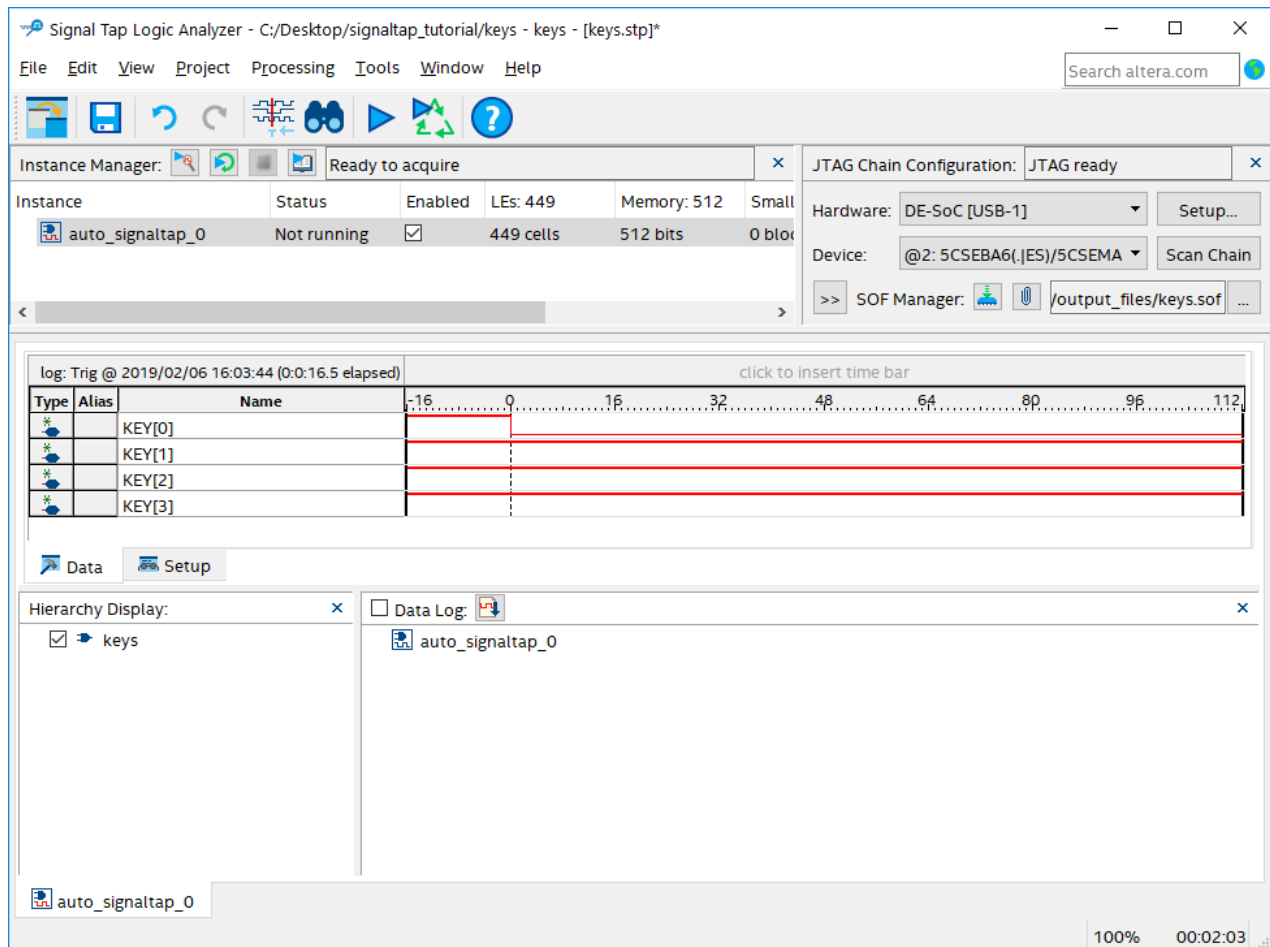 Signal Tap Logic Analyzer - C:/Desktop/signaltap_tutorial/keys - keys - [keys.stp]*
File Edit View Project Processing Tools Window Help
Search altera.com
Instance Manager: Ready to acquire
Instance Status Enabled LEs: 449 Memory: 512 Small
auto_signaltap_0 Not running 449 cells 512 bits 0 bloc
JTAG Chain Configuration: JTAG ready
Hardware: DE-SoC [USB-1] Setup...
Device: @2: 5CSEBA6(.|ES)/5CSEMA Scan Chain
>> SOF Manager: /output_files/keys.sof ...
log: Trig @ 2019/02/06 16:03:44 (0:0:16.5 elapsed) click to insert time bar
Type Alias Name -16 0 16 32 48 64 80 96 112
KEY[0]
KEY[1]
KEY[2]
KEY[3]
Data Setup
Hierarchy Display:
keys
Data Log:
auto_signaltap_0
auto_signaltap_0
100% 00:02:03